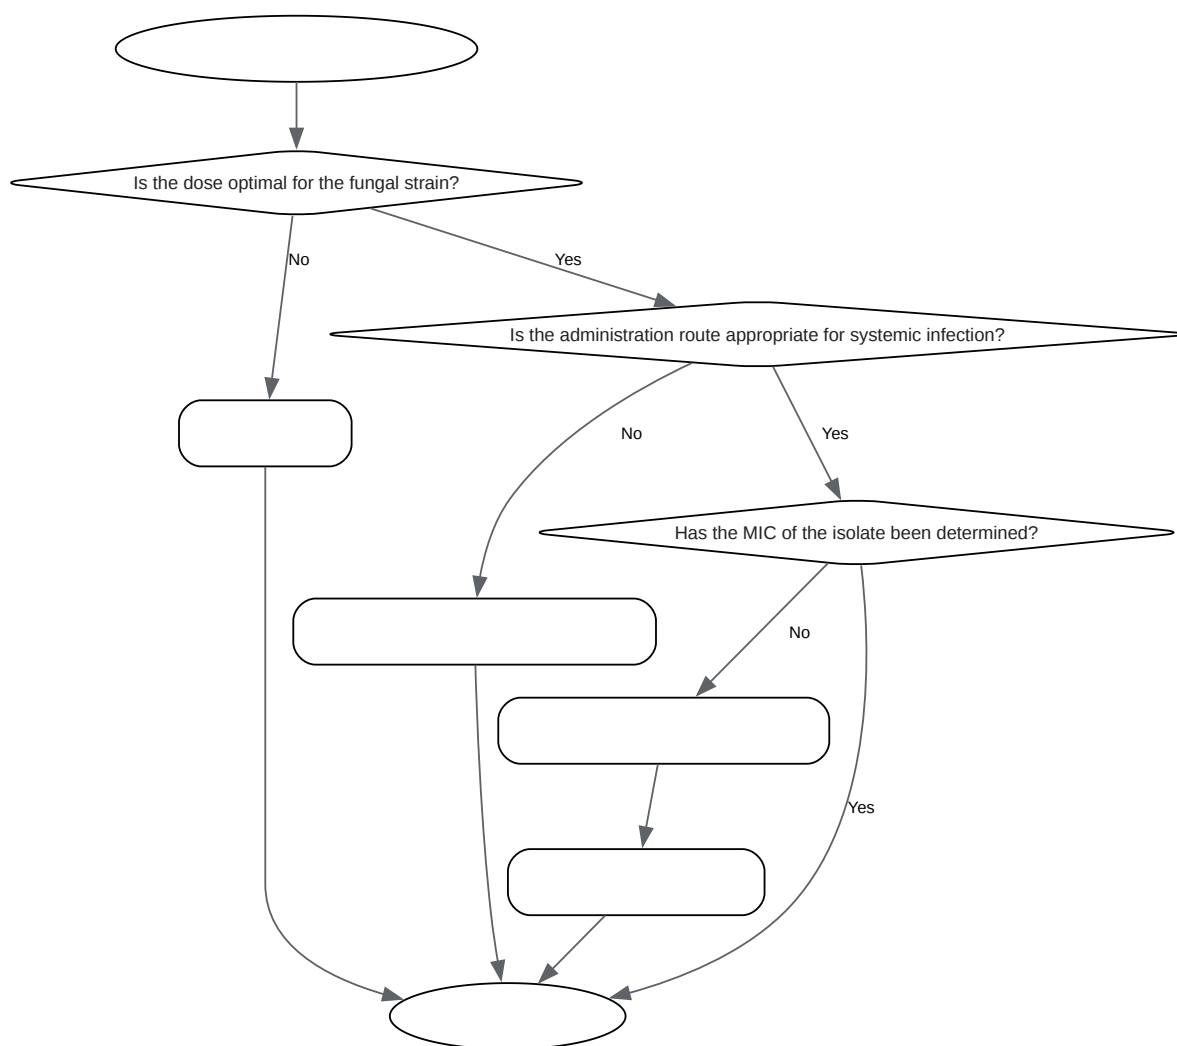 Is the dose optimal for the fungal strain?
No
Yes
Is the administration route appropriate for systemic infection?
No
Yes
Has the MIC of the isolate been determined?
No
Yes